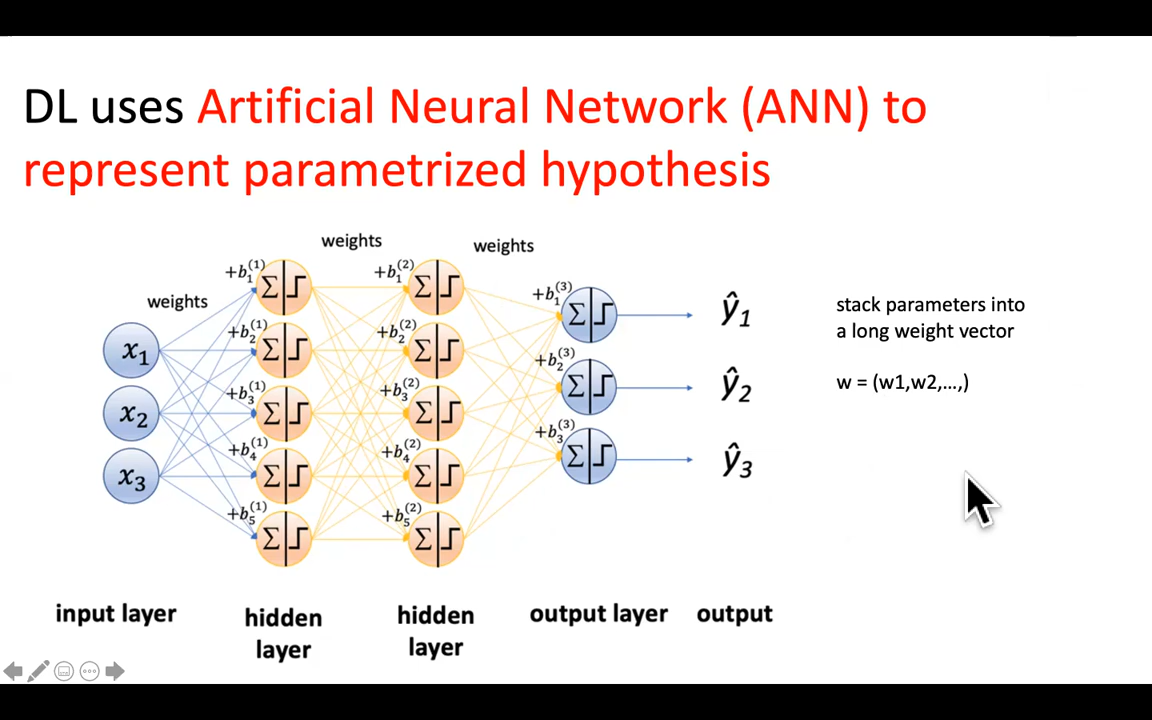 DL uses Artificial Neural Network (ANN) to
represent parametrized hypothesis
weights
weights
weights
x₁
x₂
x₃
+b₁⁽¹⁾ Σ
+b₂⁽¹⁾ Σ
+b₃⁽¹⁾ Σ
+b₄⁽¹⁾ Σ
+b₅⁽¹⁾ Σ
+b₁⁽²⁾ Σ
+b₂⁽²⁾ Σ
+b₃⁽²⁾ Σ
+b₄⁽²⁾ Σ
+b₅⁽²⁾ Σ
+b₁⁽³⁾ Σ
+b₂⁽³⁾ Σ
+b₃⁽³⁾ Σ
ŷ₁
ŷ₂
ŷ₃
stack parameters into
a long weight vector
w = (w1,w2,...,)
input layer
hidden
layer
hidden
layer
output layer
output